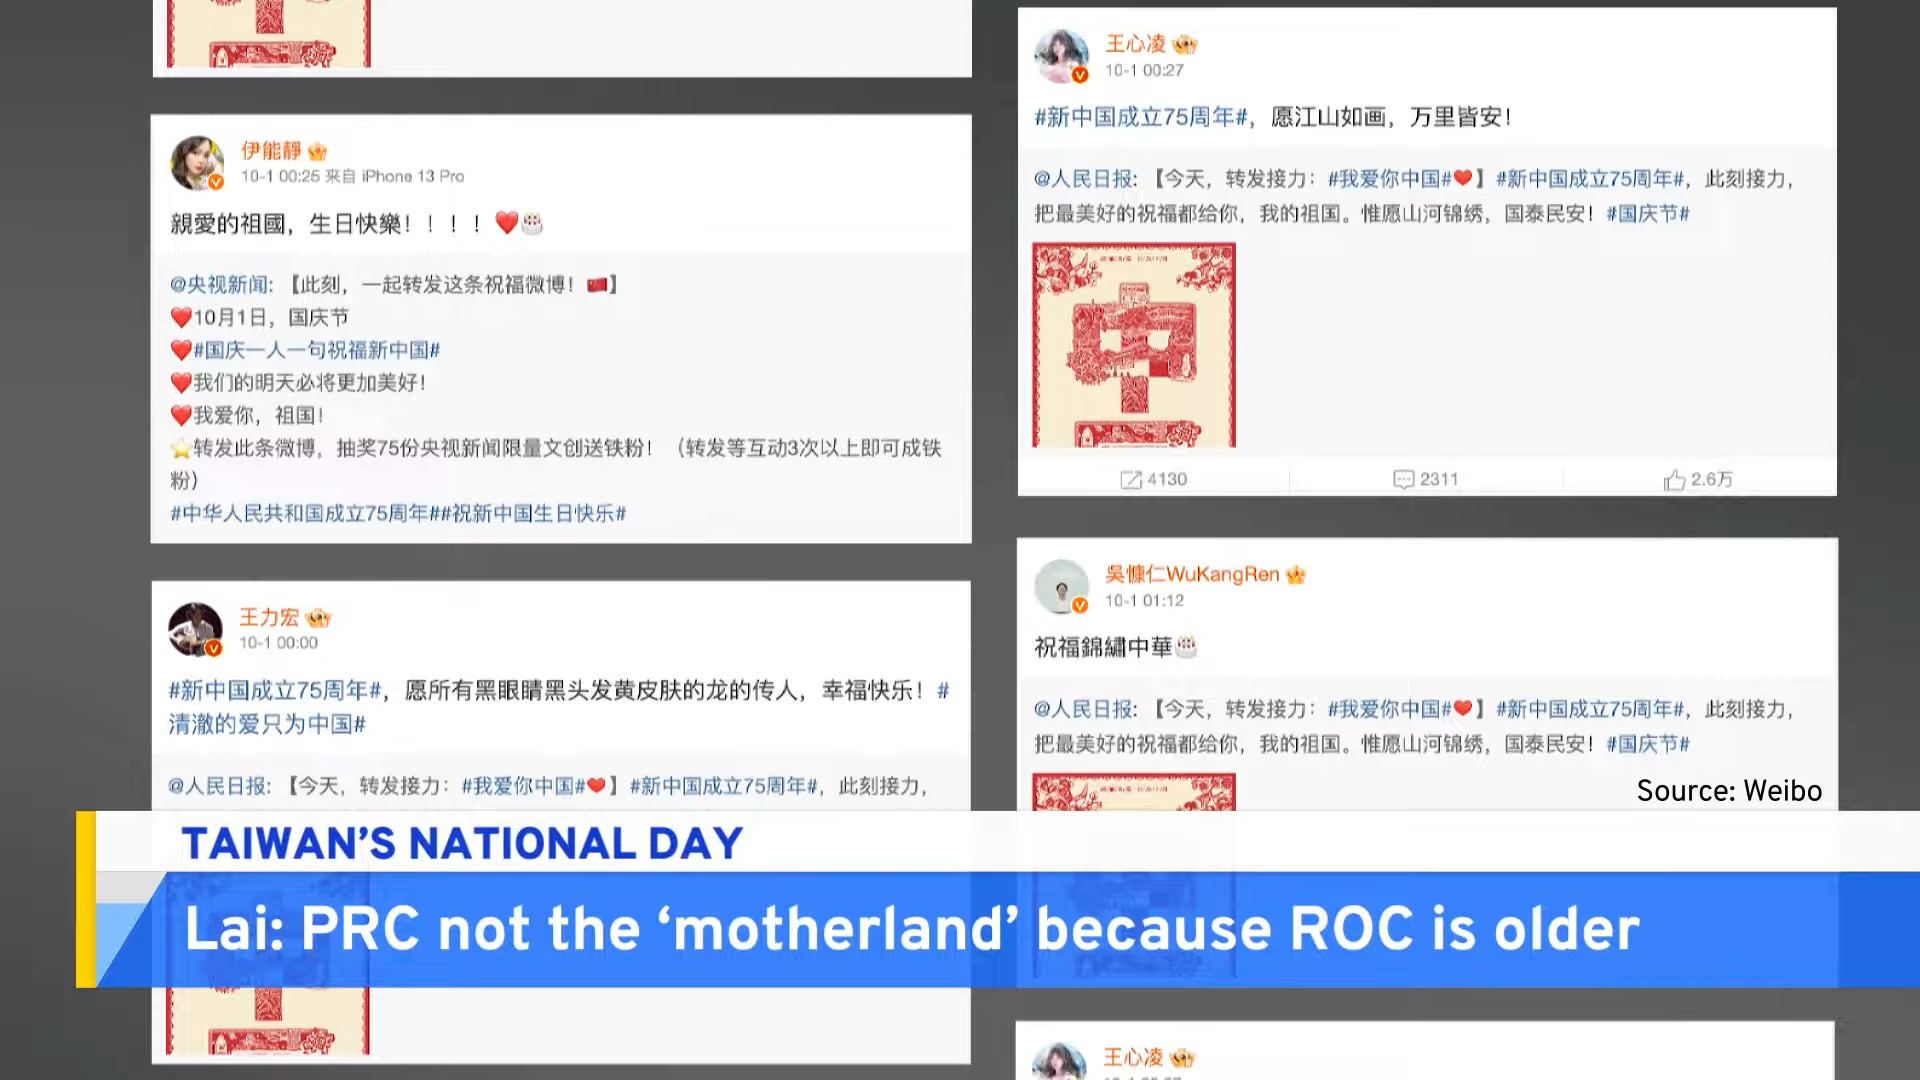 伊能靜
10-1 00:25 来自 iPhone 13 Pro
親愛的祖國，生日快樂！！！！❤️🎂
@央视新闻:【此刻，一起转发这条祝福微博！🇨🇳】
❤️10月1日，国庆节
❤️#国庆一人一句祝福新中国#
❤️我们的明天必将更加美好！
❤️我爱你，祖国！
⭐转发此条微博，抽奖75份央视新闻限量文创送铁粉！（转发等互动3次以上即可成铁
粉）
#中华人民共和国成立75周年##祝新中国生日快乐#
王力宏
10-1 00:00
#新中国成立75周年#，愿所有黑眼睛黑头发黄皮肤的龙的传人，幸福快乐！#
清澈的爱只为中国#
@人民日报:【今天，转发接力：#我爱你中国#❤️】#新中国成立75周年#，此刻接力，
王心凌
10-1 00:27
#新中国成立75周年#，愿江山如画，万里皆安！
@人民日报:【今天，转发接力：#我爱你中国#❤️】#新中国成立75周年#，此刻接力，
把最美好的祝福都给你，我的祖国。惟愿山河锦绣，国泰民安！#国庆节#
4130 2311 2.6万
吳慷仁WuKangRen
10-1 01:12
祝福錦繡中華🎂
@人民日报:【今天，转发接力：#我爱你中国#❤️】#新中国成立75周年#，此刻接力，
把最美好的祝福都给你，我的祖国。惟愿山河锦绣，国泰民安！#国庆节#
Source: Weibo
王心凌
TAIWAN’S NATIONAL DAY
Lai: PRC not the ‘motherland’ because ROC is older